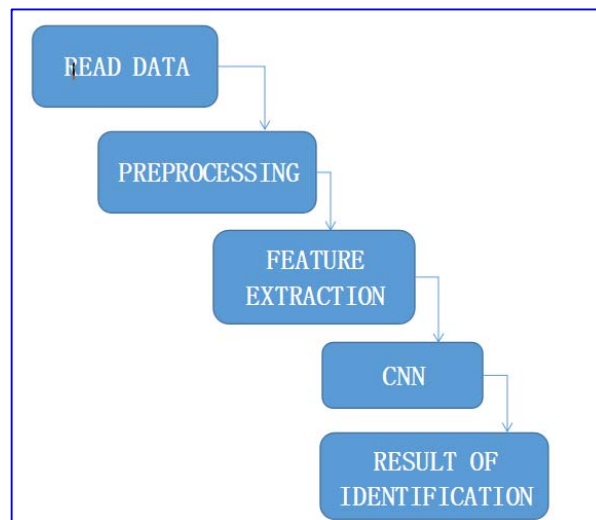 READ DATA
PREPROCESSING
FEATURE
EXTRACTION
CNN
RESULT OF
IDENTIFICATION